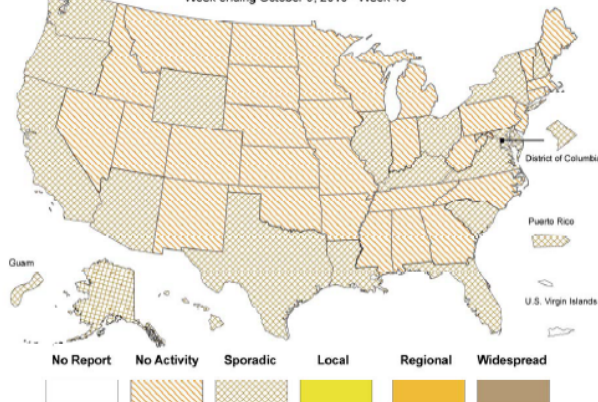 District of Columbia
Puerto Rico
Guam
U.S. Virgin Islands
No Report No Activity Sporadic Local Regional Widespread